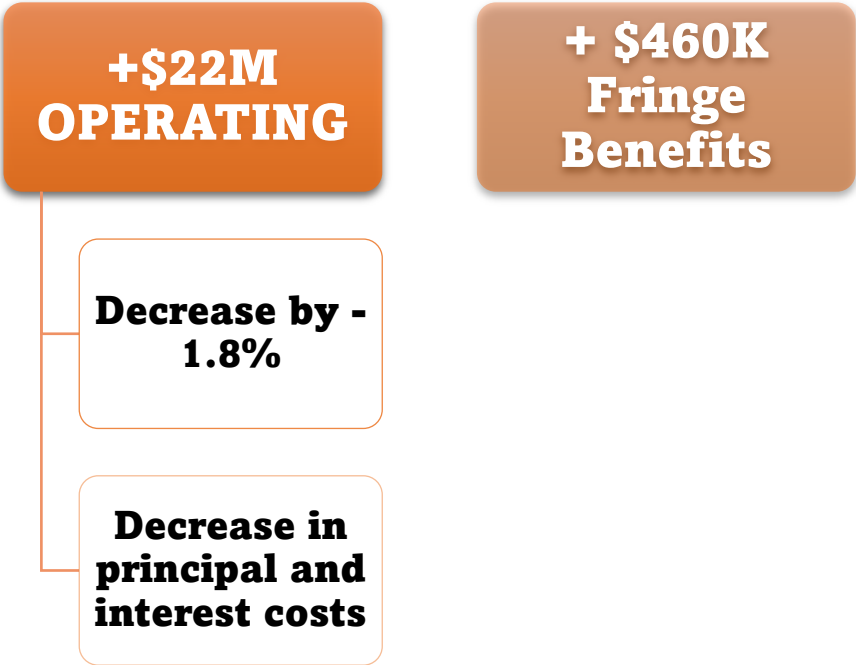 +$22M
OPERATING
+ $460K
Fringe
Benefits
Decrease by -
1.8%
Decrease in
principal and
interest costs